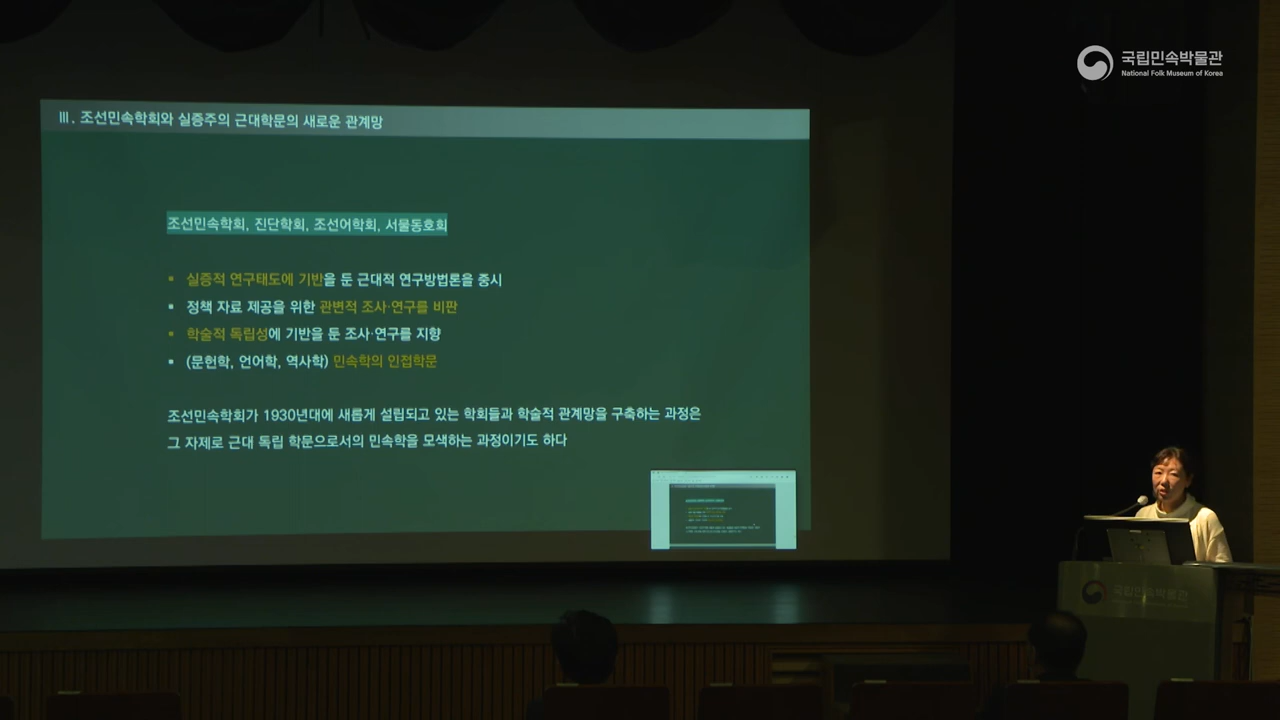 국립민속박물관
National Folk Museum of Korea
Ⅲ. 조선민속학회와 실증주의 근대학문의 새로운 관계망
조선민속학회, 진단학회, 조선어학회, 서물동호회
• 실증적 연구태도에 기반을 둔 근대적 연구방법론을 중시
• 정책 자료 제공을 위한 관변적 조사·연구를 비판
• 학술적 독립성에 기반을 둔 조사·연구를 지향
• (문헌학, 언어학, 역사학) 민속학의 인접학문
조선민속학회가 1930년대에 새롭게 설립되고 있는 학회들과 학술적 관계망을 구축하는 과정은
그 자체로 근대 독립 학문으로서의 민속학을 모색하는 과정이기도 하다
국립민속박물관